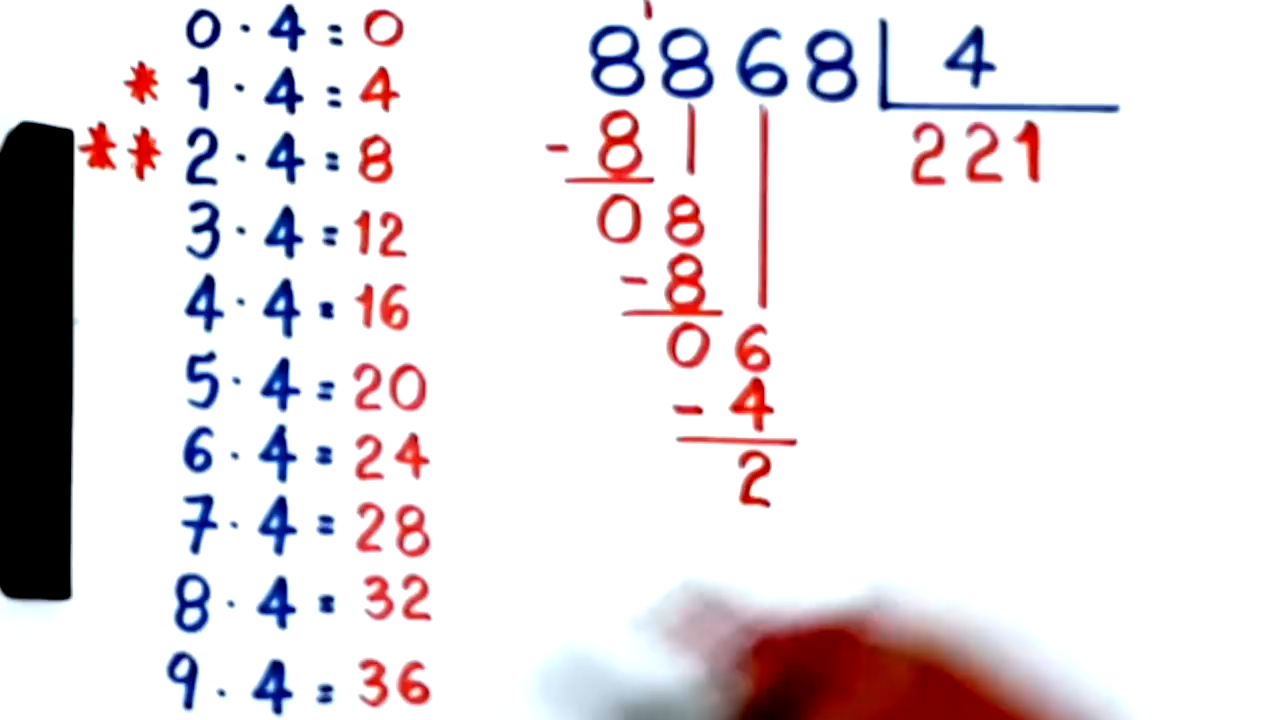 0 · 4 = 0
* 1 · 4 = 4
** 2 · 4 = 8
3 · 4 = 12
4 · 4 = 16
5 · 4 = 20
6 · 4 = 24
7 · 4 = 28
8 · 4 = 32
9 · 4 = 36
8'868 | 4
- 8 221
08
- 8
06
- 4
2